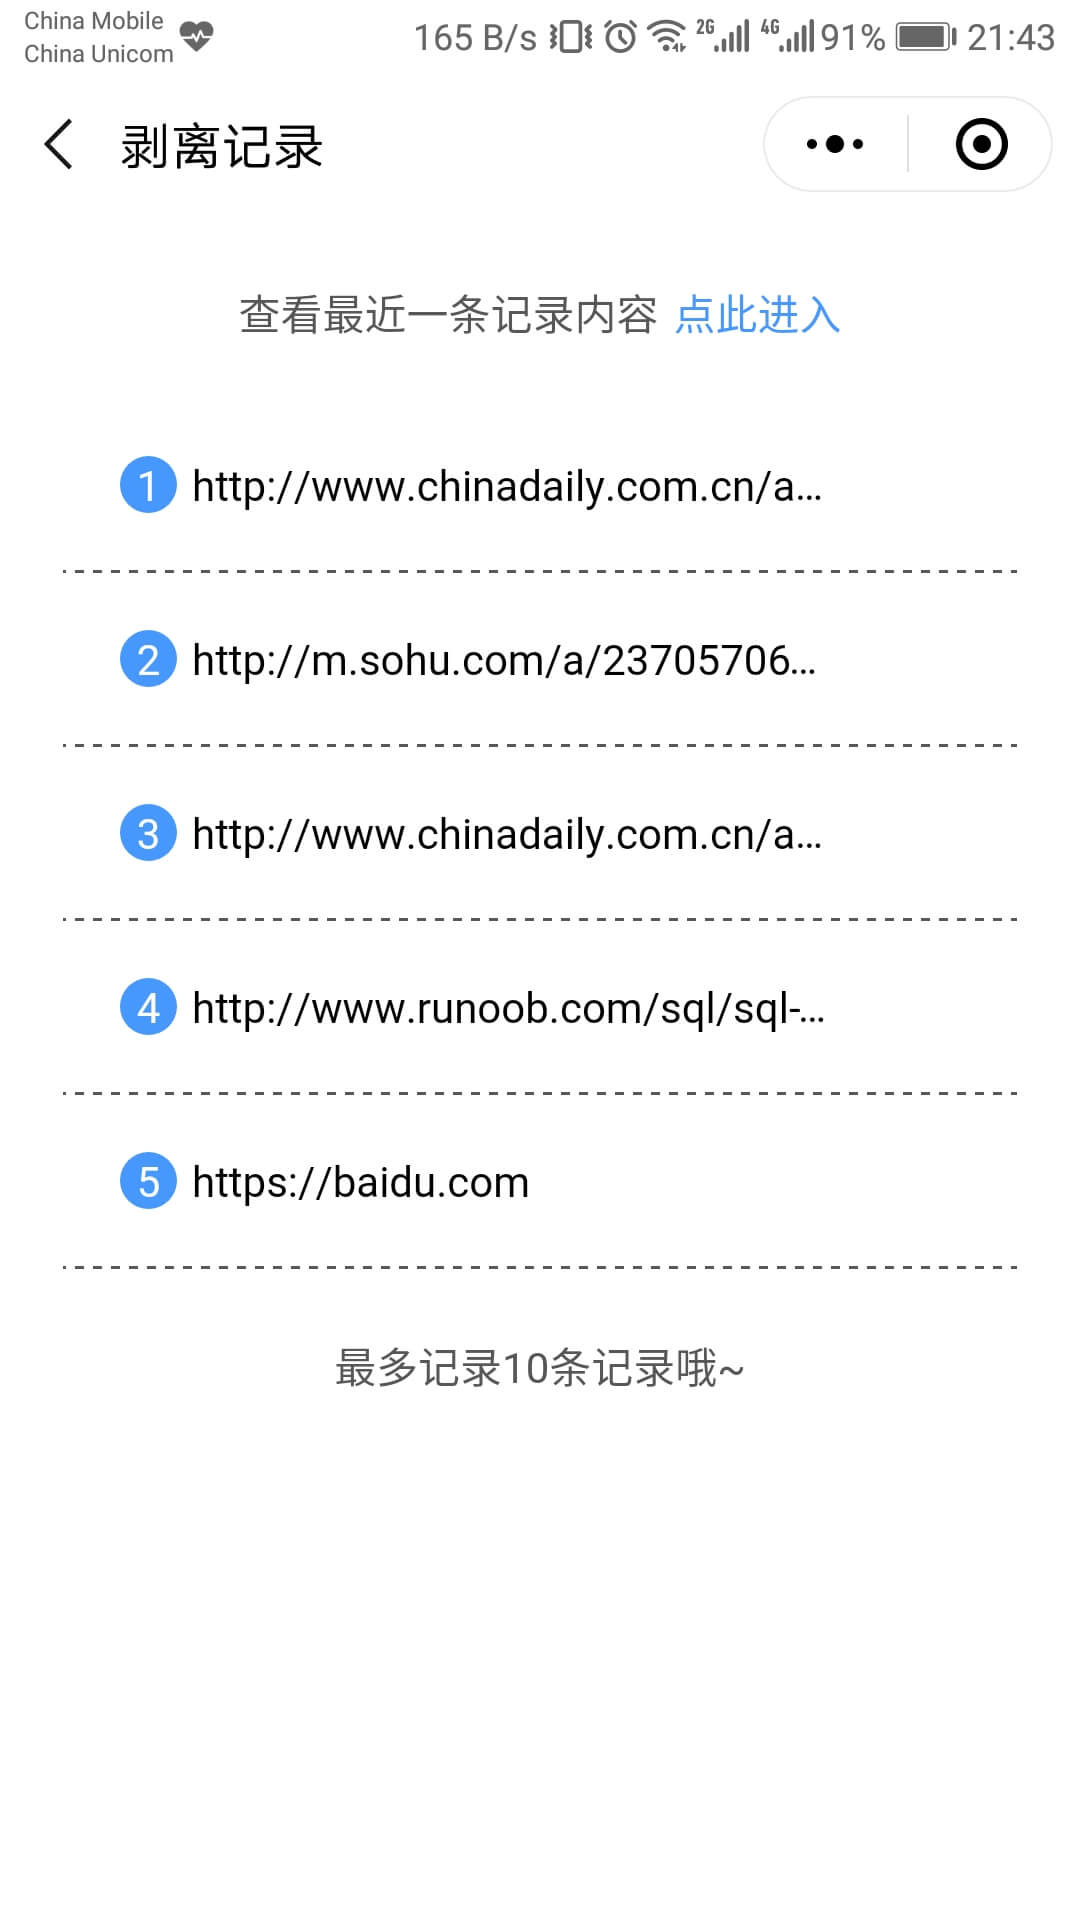 China Mobile
China Unicom
165 B/s 2G 4G 91% 21:43
剥离记录
查看最近一条记录内容 点此进入
1 http://www.chinadaily.com.cn/a...
2 http://m.sohu.com/a/23705706...
3 http://www.chinadaily.com.cn/a...
4 http://www.runoob.com/sql/sql-...
5 https://baidu.com
最多记录10条记录哦~